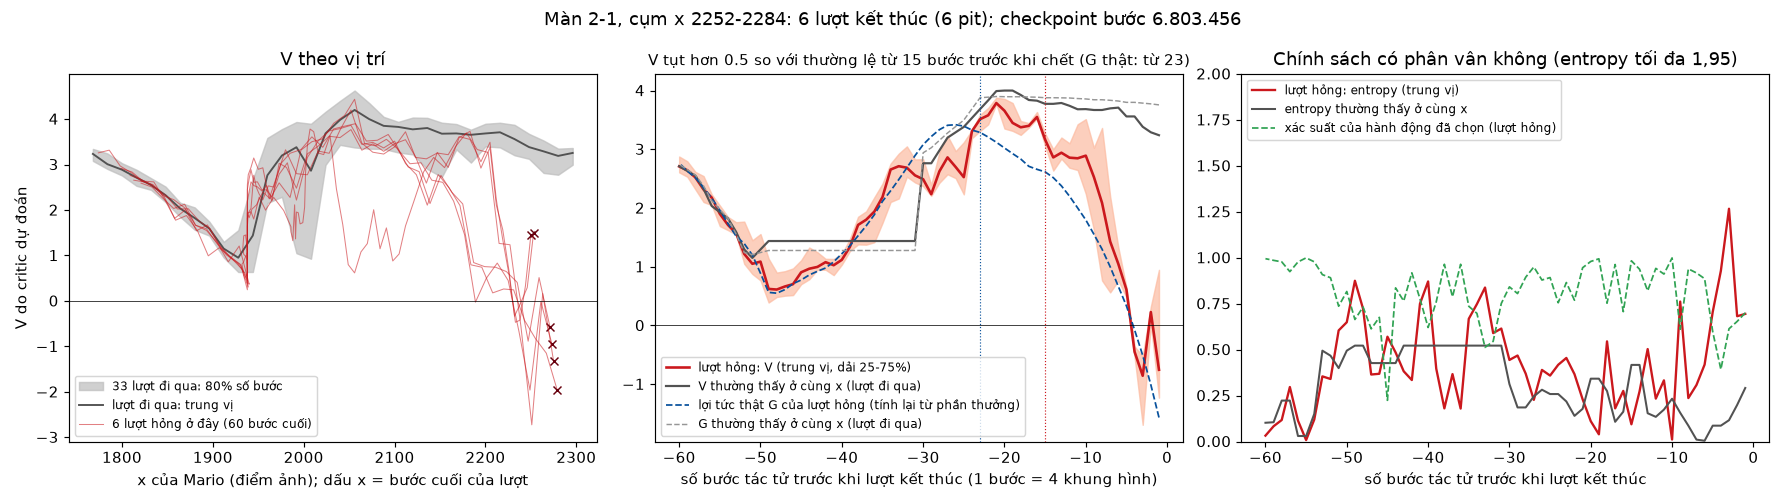 Màn 2-1, cụm x 2252-2284: 6 lượt kết thúc (6 pit); checkpoint bước 6.803.456
V theo vị trí
V do critic dự đoán
4
3
2
1
0
−1
−2
−3
33 lượt đi qua: 80% số bước
lượt đi qua: trung vị
6 lượt hỏng ở đây (60 bước cuối)
1800 1900 2000 2100 2200 2300
x của Mario (điểm ảnh); dấu x = bước cuối của lượt
V tụt hơn 0.5 so với thường lệ từ 15 bước trước khi chết (G thật: từ 23)
4
3
2
1
0
−1
lượt hỏng: V (trung vị, dải 25-75%)
V thường thấy ở cùng x (lượt đi qua)
lợi tức thật G của lượt hỏng (tính lại từ phần thưởng)
G thường thấy ở cùng x (lượt đi qua)
−60 −50 −40 −30 −20 −10 0
số bước tác tử trước khi lượt kết thúc (1 bước = 4 khung hình)
Chính sách có phân vân không (entropy tối đa 1,95)
2.00
1.75
1.50
1.25
1.00
0.75
0.50
0.25
0.00
lượt hỏng: entropy (trung vị)
entropy thường thấy ở cùng x
xác suất của hành động đã chọn (lượt hỏng)
−60 −50 −40 −30 −20 −10 0
số bước tác tử trước khi lượt kết thúc